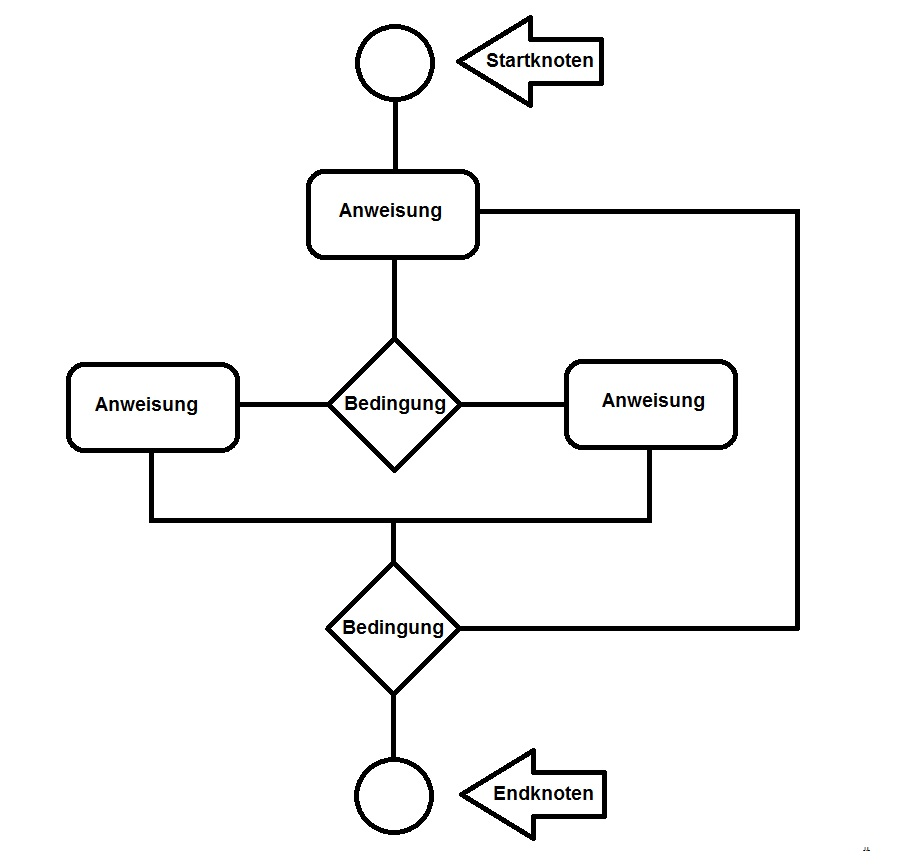 Startknoten
Anweisung
Anweisung
Bedingung
Anweisung
Bedingung
Endknoten